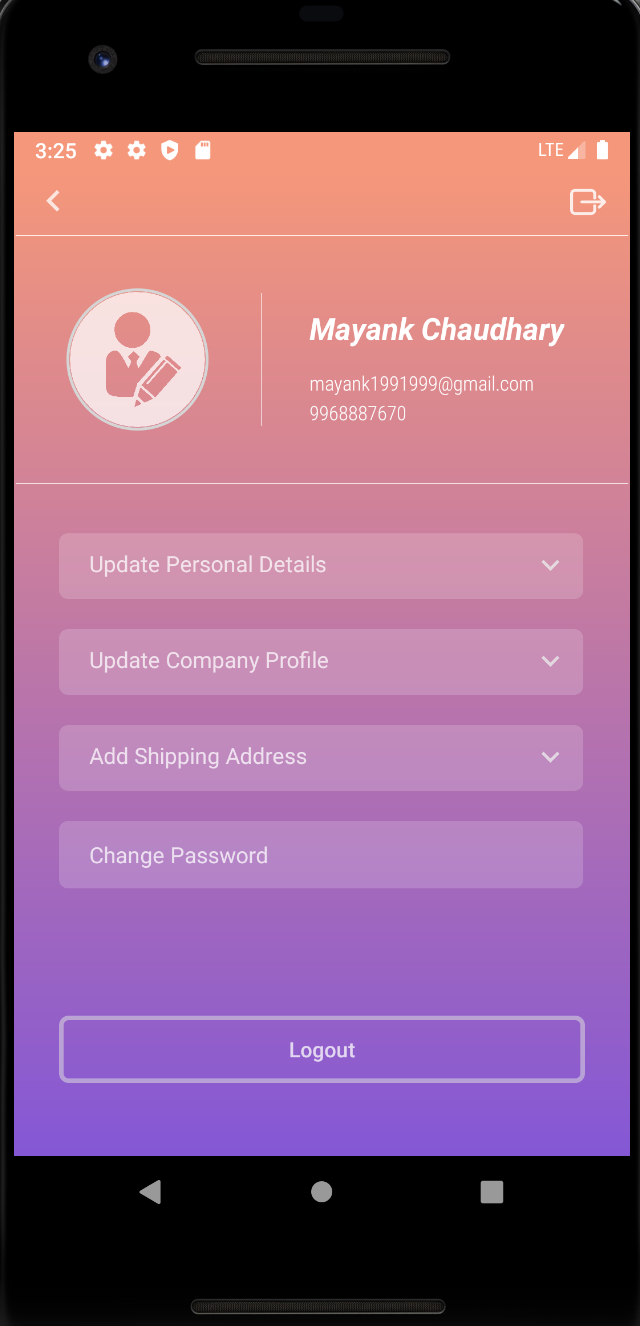 3:25 LTE
Mayank Chaudhary
mayank1991999@gmail.com
9968887670
Update Personal Details
Update Company Profile
Add Shipping Address
Change Password
Logout